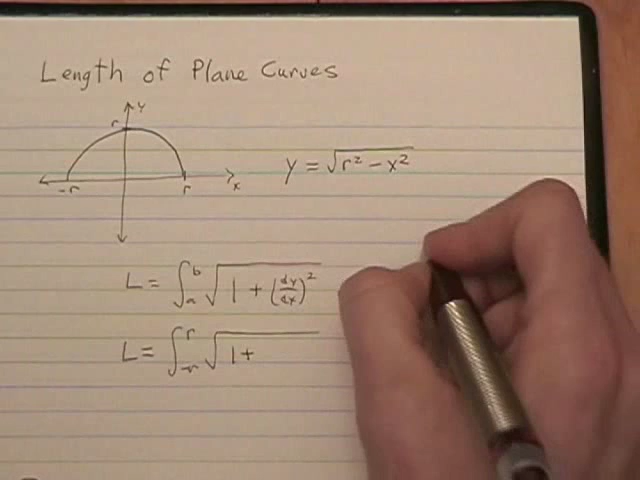 Length of Plane Curves
y
r
-r r x
y = √(r² - x²)
L = ∫ₐᵇ √(1 + (dy/dx)²)
L = ∫₋ᵣʳ √(1 +